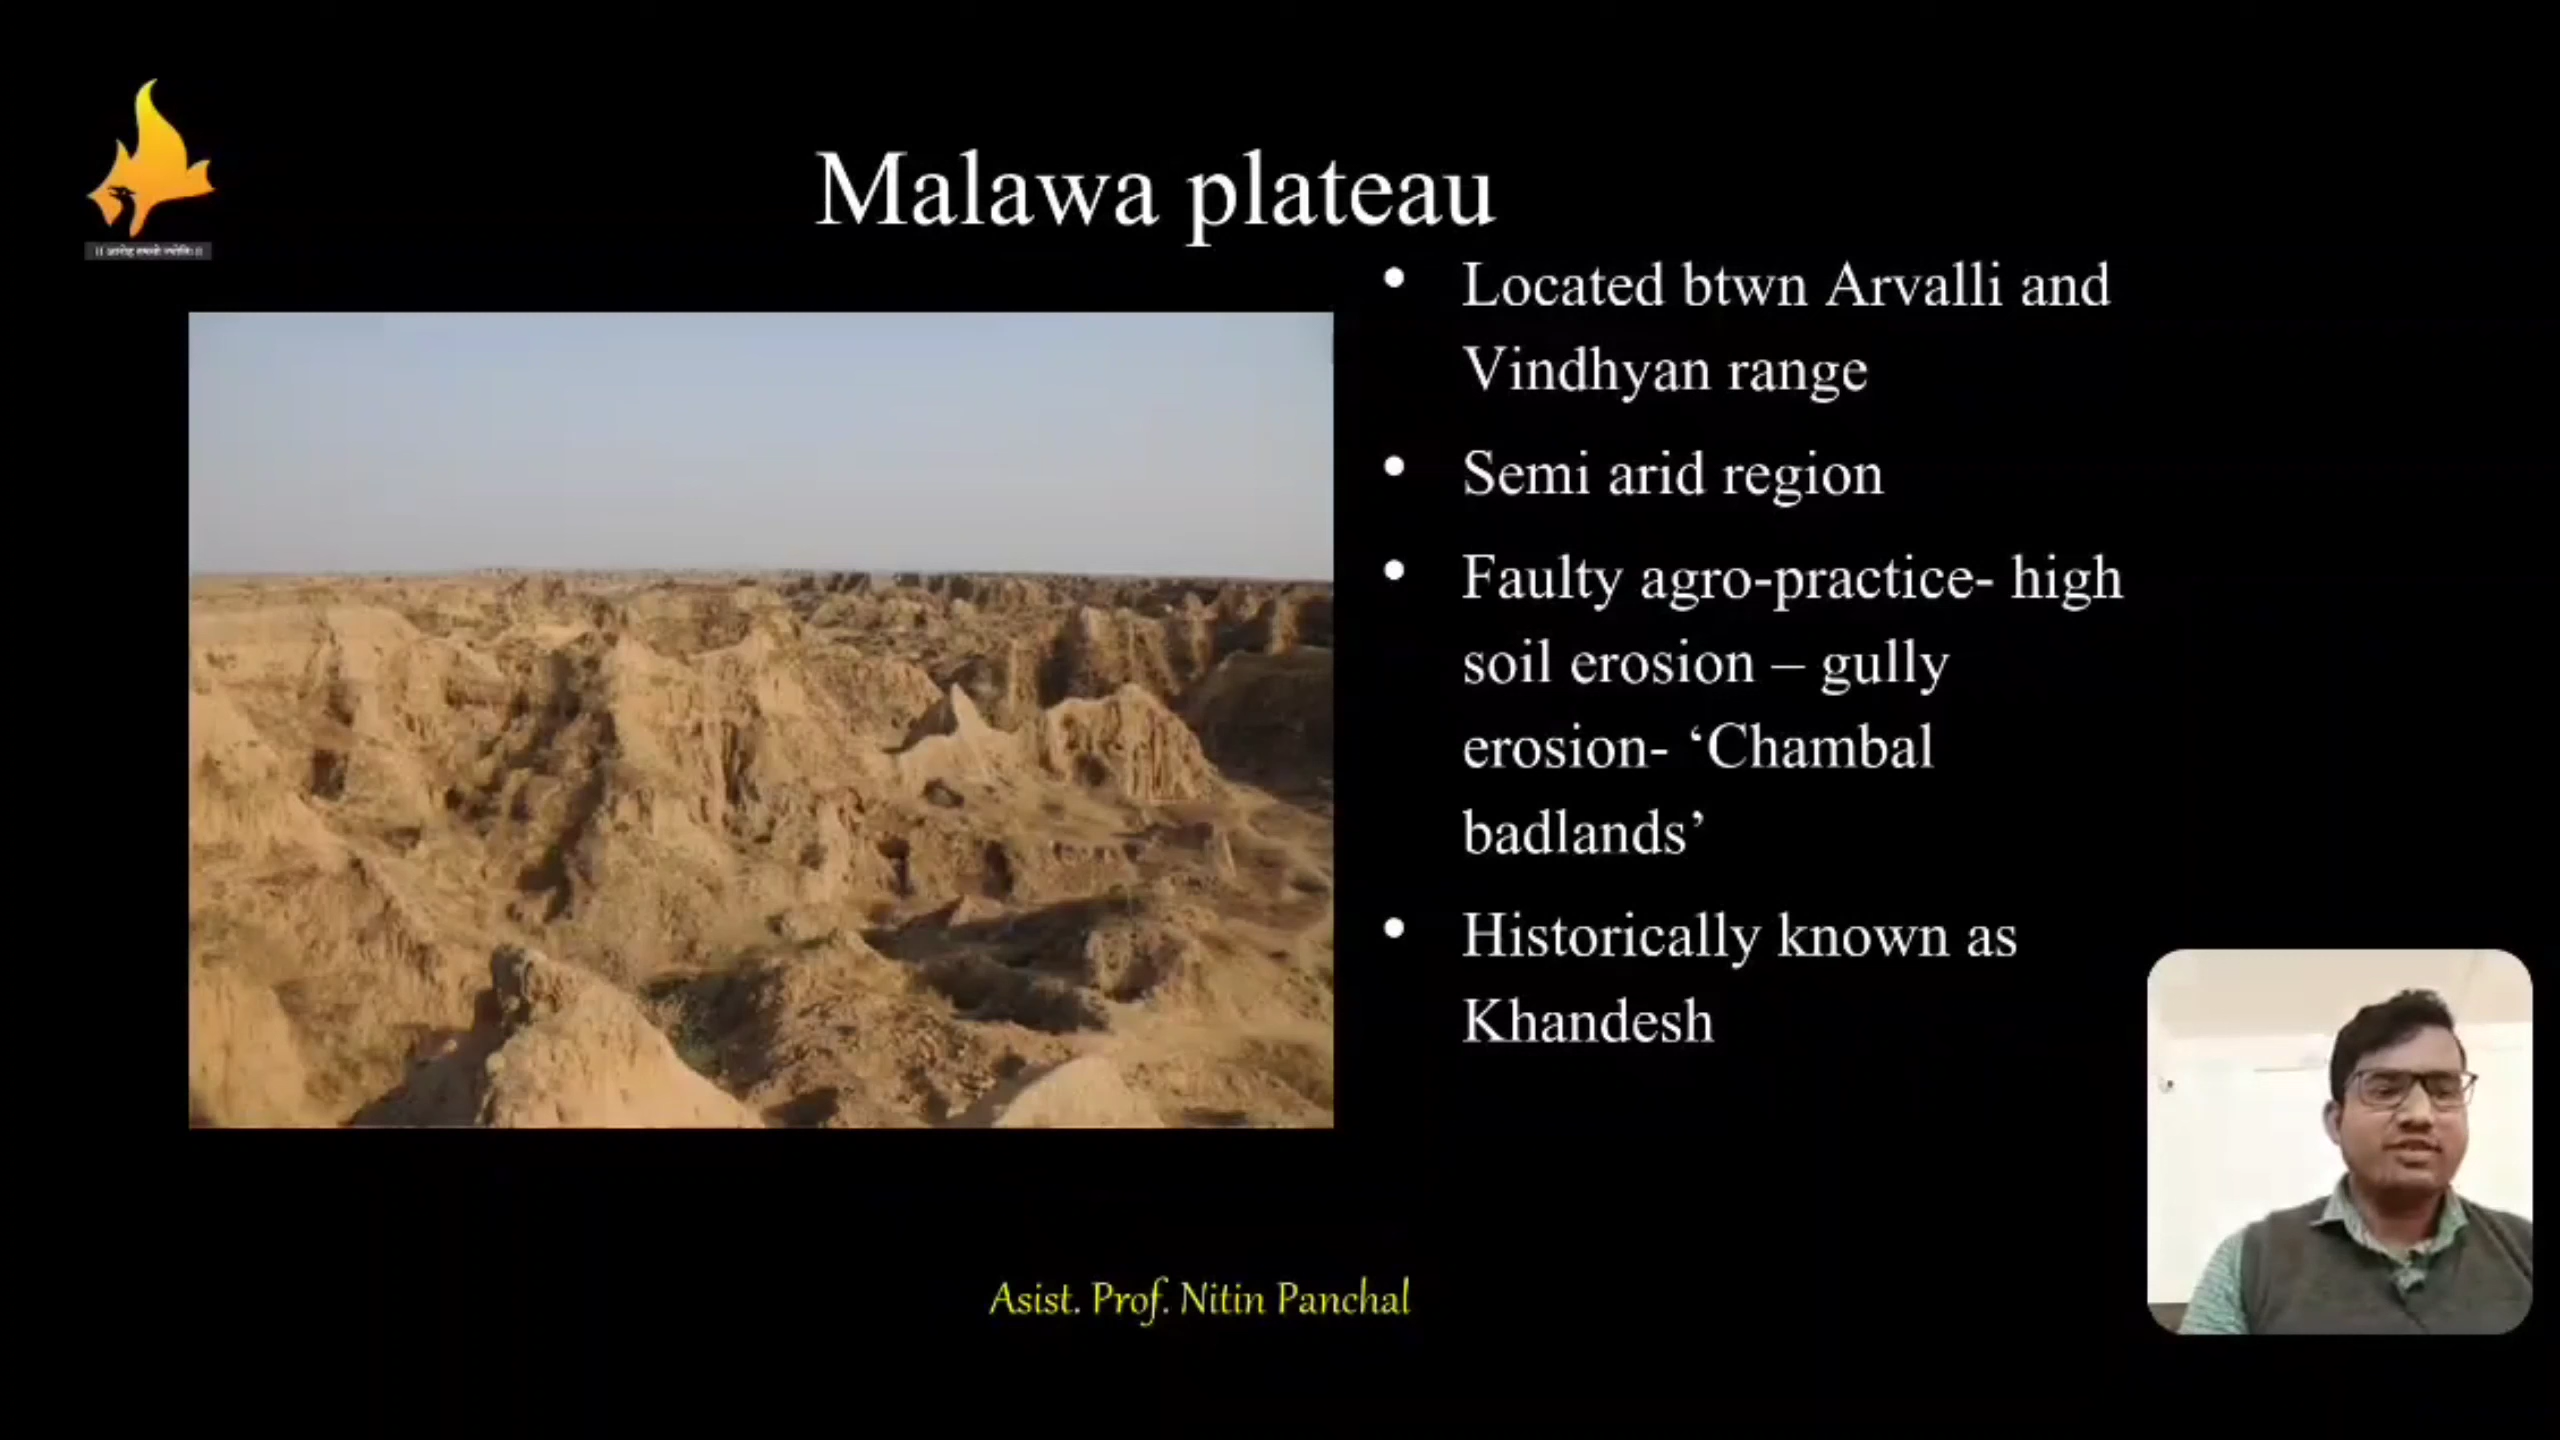 Malawa plateau
• Located btwn Arvalli and
Vindhyan range
• Semi arid region
• Faulty agro-practice- high
soil erosion – gully
erosion- ‘Chambal
badlands’
• Historically known as
Khandesh
Asist. Prof. Nitin Panchal